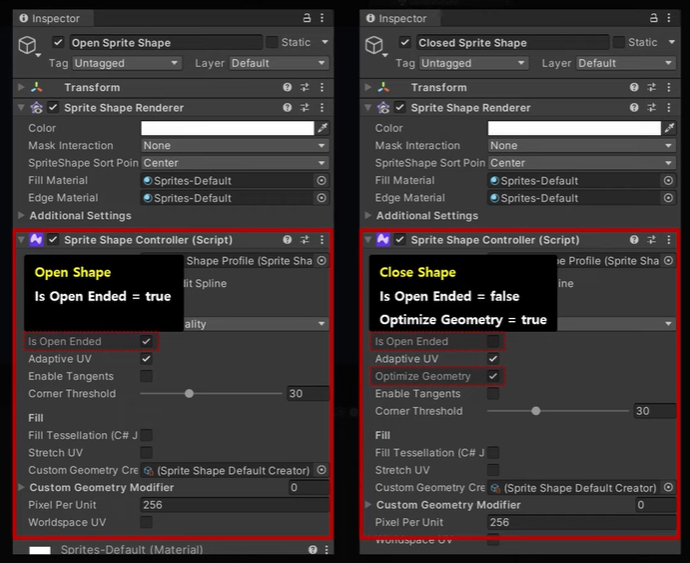 Inspector
Open Sprite Shape
Static
Tag Untagged Layer Default
Transform
Sprite Shape Renderer
Color
Mask Interaction None
SpriteShape Sort Poin Center
Fill Material Sprites-Default
Edge Material Sprites-Default
Additional Settings
Sprite Shape Controller (Script)
Shape Profile (Sprite Sha
Open Shape
dit Spline
Is Open Ended = true
ality
Is Open Ended
Adaptive UV
Enable Tangents
Corner Threshold 30
Fill
Fill Tessellation (C# J
Stretch UV
Custom Geometry Cre (Sprite Shape Default Creator)
Custom Geometry Modifier 0
Pixel Per Unit 256
Worldspace UV
Sprites-Default (Material)
Inspector
Closed Sprite Shape
Static
Tag Untagged Layer Default
Transform
Sprite Shape Renderer
Color
Mask Interaction None
SpriteShape Sort Poin Center
Fill Material Sprites-Default
Edge Material Sprites-Default
Additional Settings
Sprite Shape Controller (Script)
Shape Profile (Sprite Sha
Close Shape
ine
Is Open Ended = false
Optimize Geometry = true
Is Open Ended
Adaptive UV
Optimize Geometry
Enable Tangents
Corner Threshold 30
Fill
Fill Tessellation (C# J
Stretch UV
Custom Geometry Cre (Sprite Shape Default Creator)
Custom Geometry Modifier 0
Pixel Per Unit 256
Worldspace UV